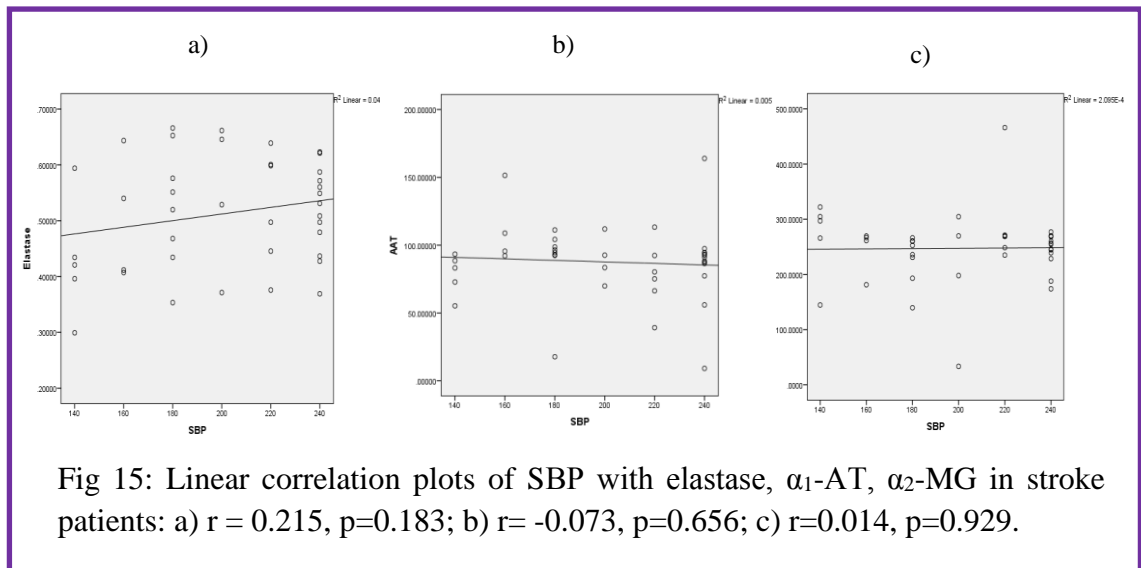 a)
b)
c)
R² Linear = 0.04
.70000
.60000
.50000
.40000
.30000
.20000
Elastase
140 160 180 200 220 240
SBP
R² Linear = 0.005
200.00000
150.00000
100.00000
50.00000
.00000
AAT
140 160 180 200 220 240
SBP
R² Linear = 2.095E-4
500.0000
400.0000
300.0000
200.0000
.0000
140 160 180 200 220 240
SBP
Fig 15: Linear correlation plots of SBP with elastase, α₁-AT, α₂-MG in stroke
patients: a) r = 0.215, p=0.183; b) r= -0.073, p=0.656; c) r=0.014, p=0.929.